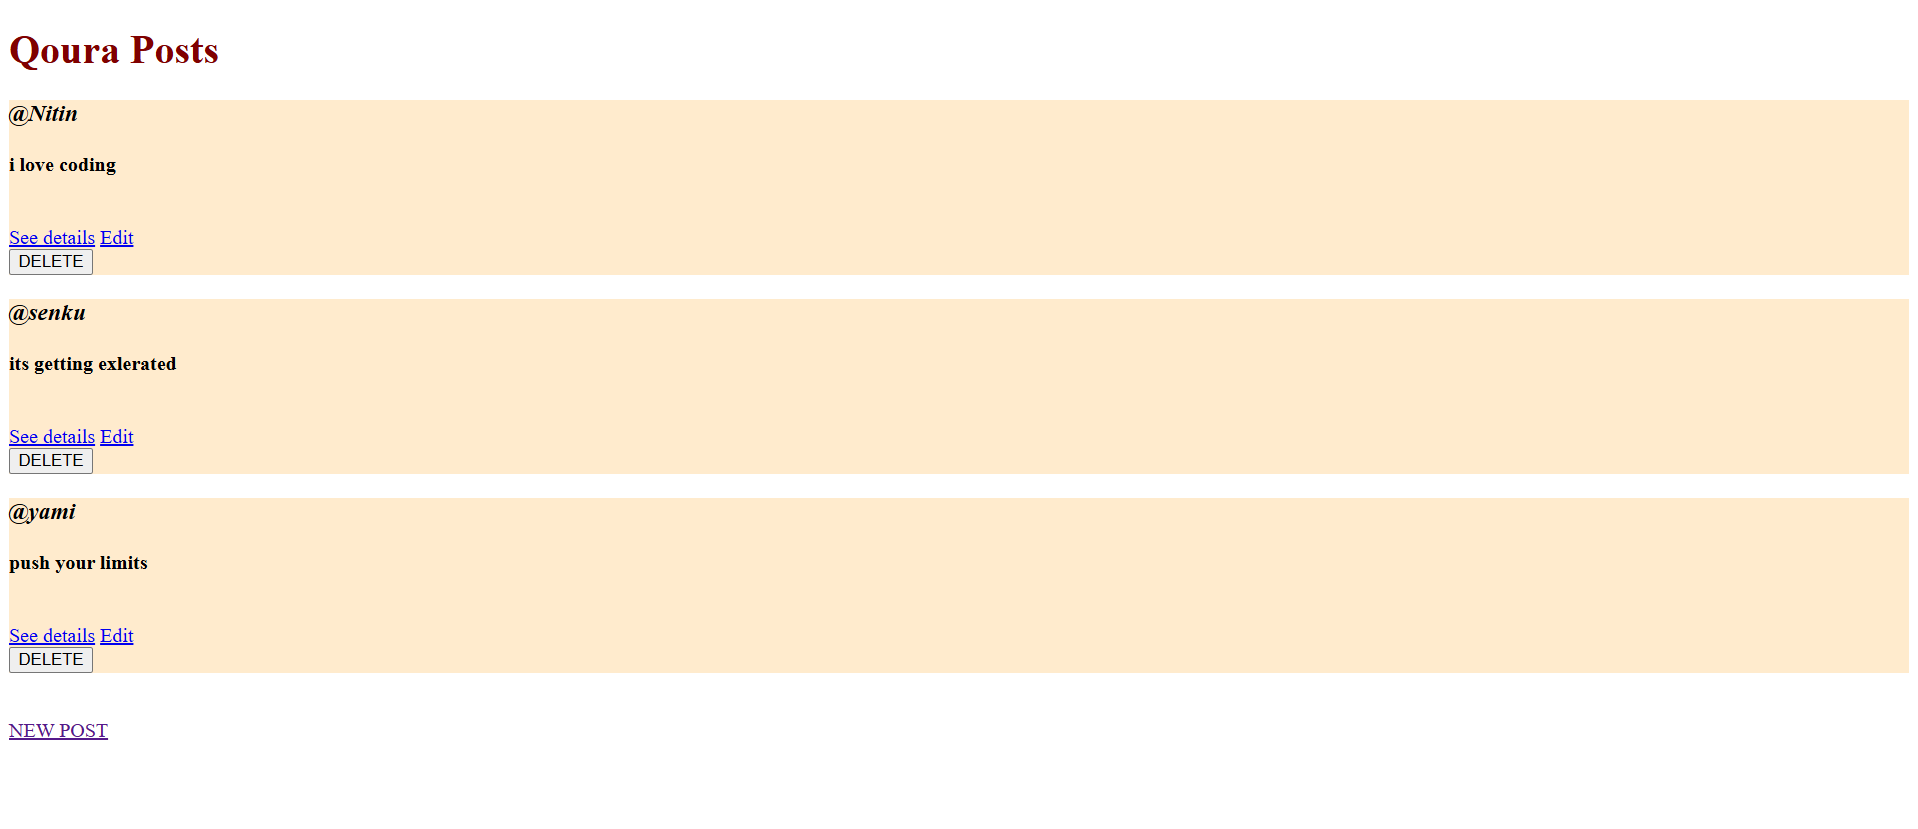 Qoura Posts
@Nitin
i love coding
See details Edit
DELETE
@senku
its getting exlerated
See details Edit
DELETE
@yami
push your limits
See details Edit
DELETE
NEW POST